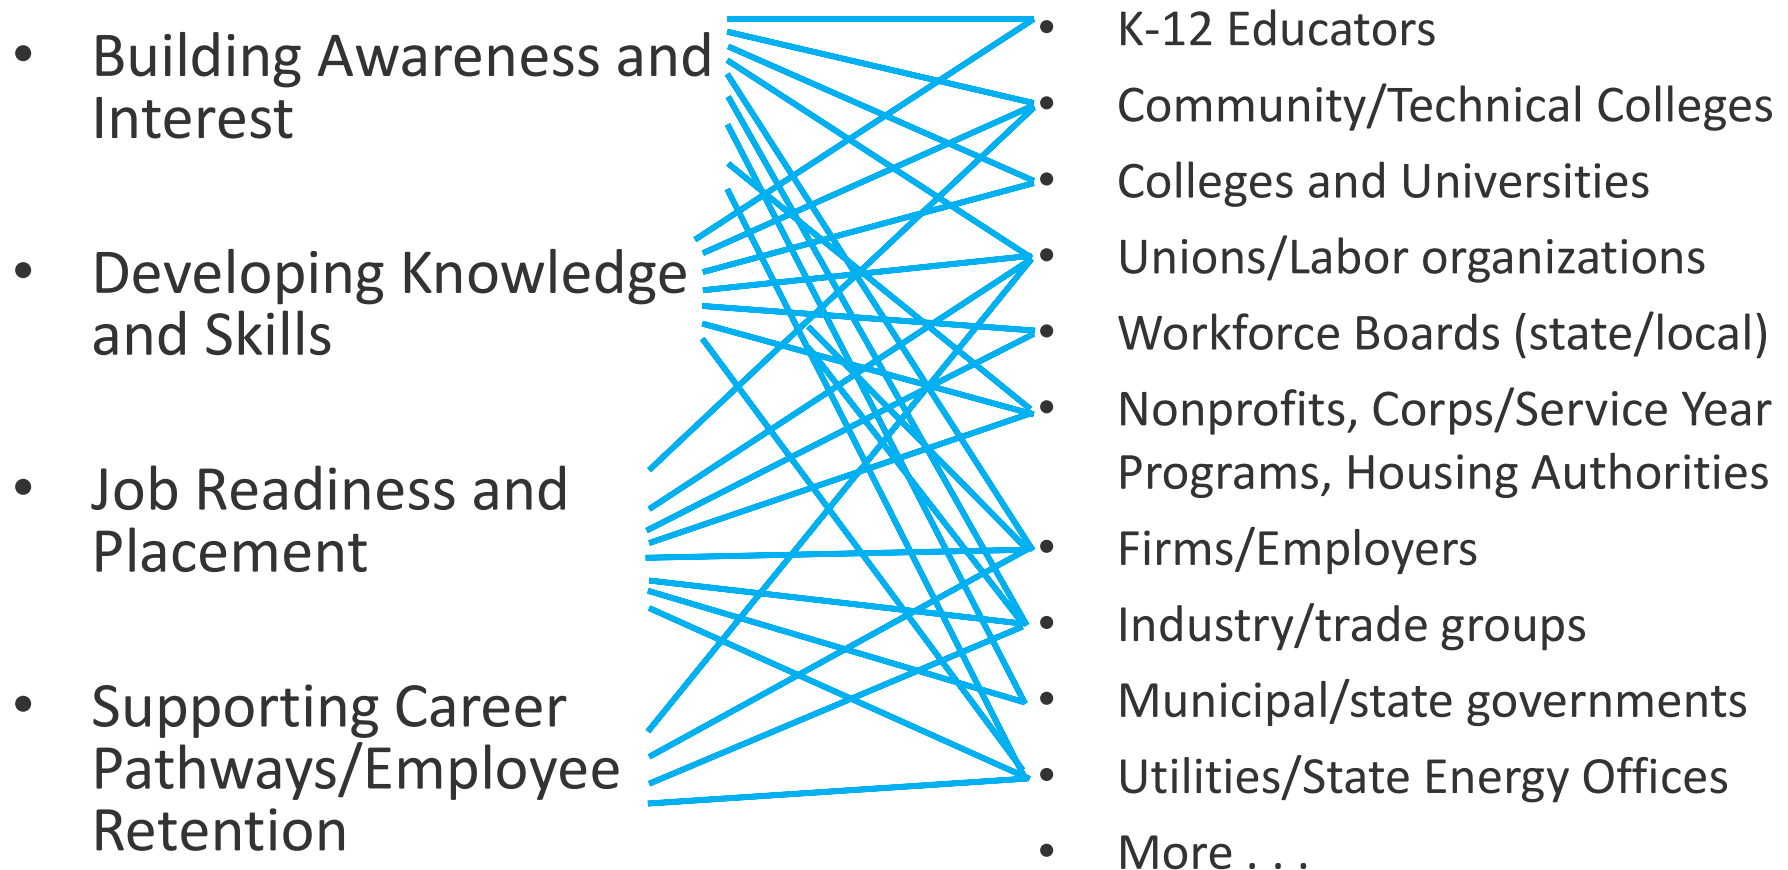 • Building Awareness and
Interest
• Developing Knowledge
and Skills
• Job Readiness and
Placement
• Supporting Career
Pathways/Employee
Retention
• K-12 Educators
• Community/Technical Colleges
• Colleges and Universities
• Unions/Labor organizations
• Workforce Boards (state/local)
• Nonprofits, Corps/Service Year
Programs, Housing Authorities
• Firms/Employers
• Industry/trade groups
• Municipal/state governments
• Utilities/State Energy Offices
• More . . .